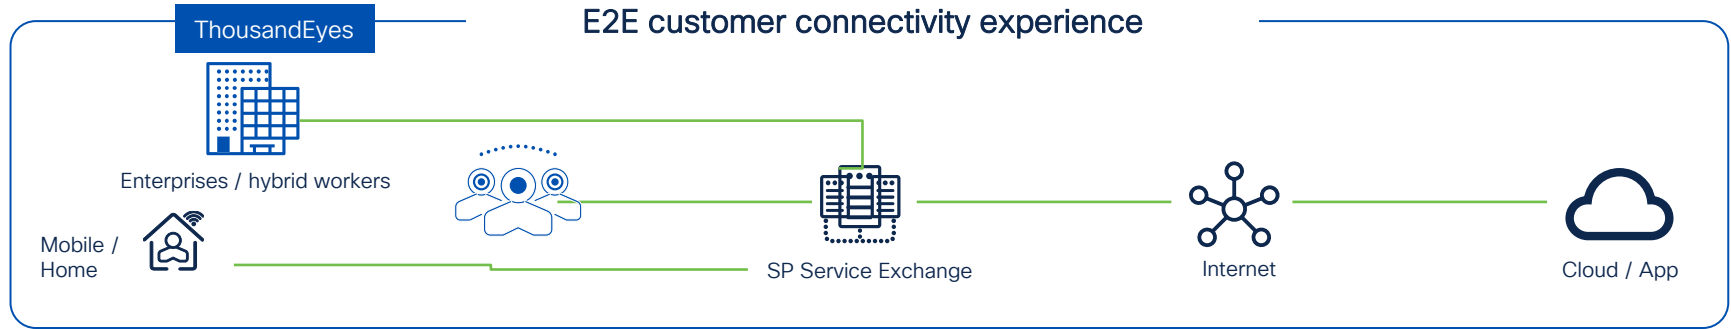 ThousandEyes
E2E customer connectivity experience
Enterprises / hybrid workers
Mobile /
Home
SP Service Exchange
Internet
Cloud / App